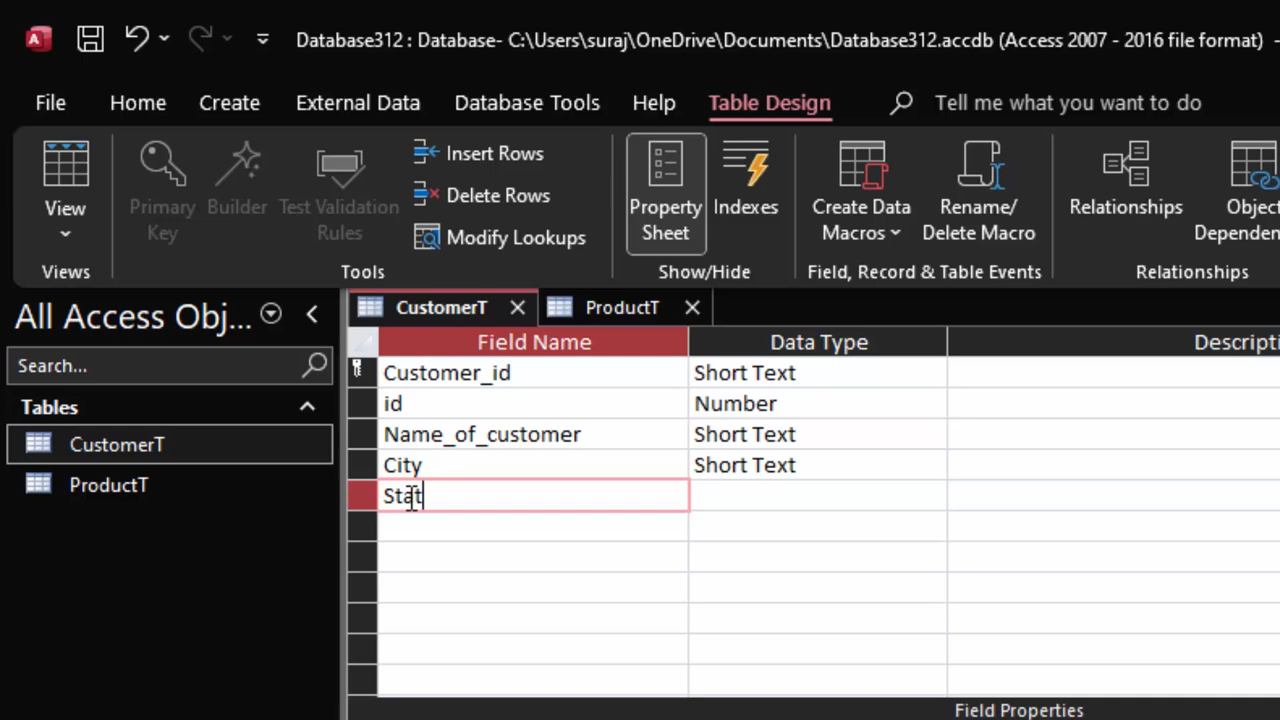 Database312 : Database- C:\Users\suraj\OneDrive\Documents\Database312.accdb (Access 2007 - 2016 file format) -
File Home Create External Data Database Tools Help Table Design Tell me what you want to do
View
Primary Key
Builder
Test Validation Rules
Insert Rows
Delete Rows
Modify Lookups
Property Sheet
Indexes
Create Data Macros
Rename/ Delete Macro
Relationships
Object Dependen
Views
Tools
Show/Hide
Field, Record & Table Events
Relationships
All Access Obj...
Search...
Tables
CustomerT
ProductT
CustomerT ProductT
Field Name Data Type Descripti
Customer_id Short Text
id Number
Name_of_customer Short Text
City Short Text
Stat
Field Properties